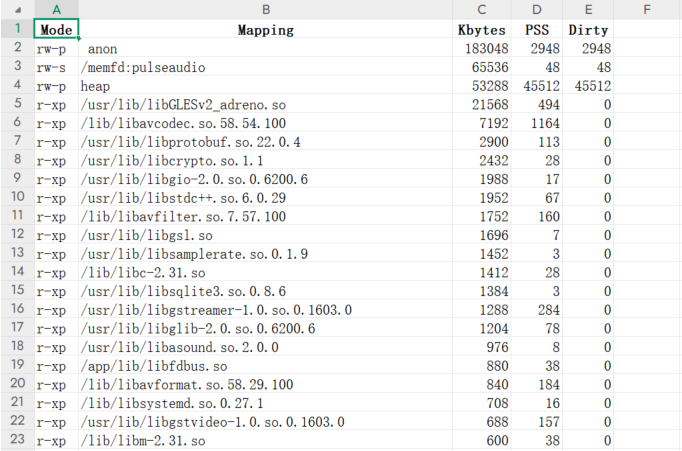 A B C D E F
1 Mode Mapping Kbytes PSS Dirty
2 rw-p anon 183048 2948 2948
3 rw-s /memfd:pulseaudio 65536 48 48
4 rw-p heap 53288 45512 45512
5 r-xp /usr/lib/libGLESv2_adreno.so 21568 494 0
6 r-xp /lib/libavcodec.so.58.54.100 7192 1164 0
7 r-xp /usr/lib/libprotobuf.so.22.0.4 2900 113 0
8 r-xp /usr/lib/libcrypto.so.1.1 2432 28 0
9 r-xp /usr/lib/libgio-2.0.so.0.6200.6 1988 17 0
10 r-xp /usr/lib/libstdc++.so.6.0.29 1952 67 0
11 r-xp /lib/libavfilter.so.7.57.100 1752 160 0
12 r-xp /usr/lib/libgsl.so 1696 7 0
13 r-xp /usr/lib/libsamplerate.so.0.1.9 1452 3 0
14 r-xp /lib/libc-2.31.so 1412 28 0
15 r-xp /usr/lib/libsqlite3.so.0.8.6 1384 3 0
16 r-xp /usr/lib/libgstreamer-1.0.so.0.1603.0 1288 284 0
17 r-xp /usr/lib/libglib-2.0.so.0.6200.6 1204 78 0
18 r-xp /usr/lib/libasound.so.2.0.0 976 8 0
19 r-xp /app/lib/libfdbus.so 880 38 0
20 r-xp /lib/libavformat.so.58.29.100 840 184 0
21 r-xp /lib/libsystemd.so.0.27.1 708 16 0
22 r-xp /usr/lib/libgstvideo-1.0.so.0.1603.0 688 157 0
23 r-xp /lib/libm-2.31.so 600 38 0